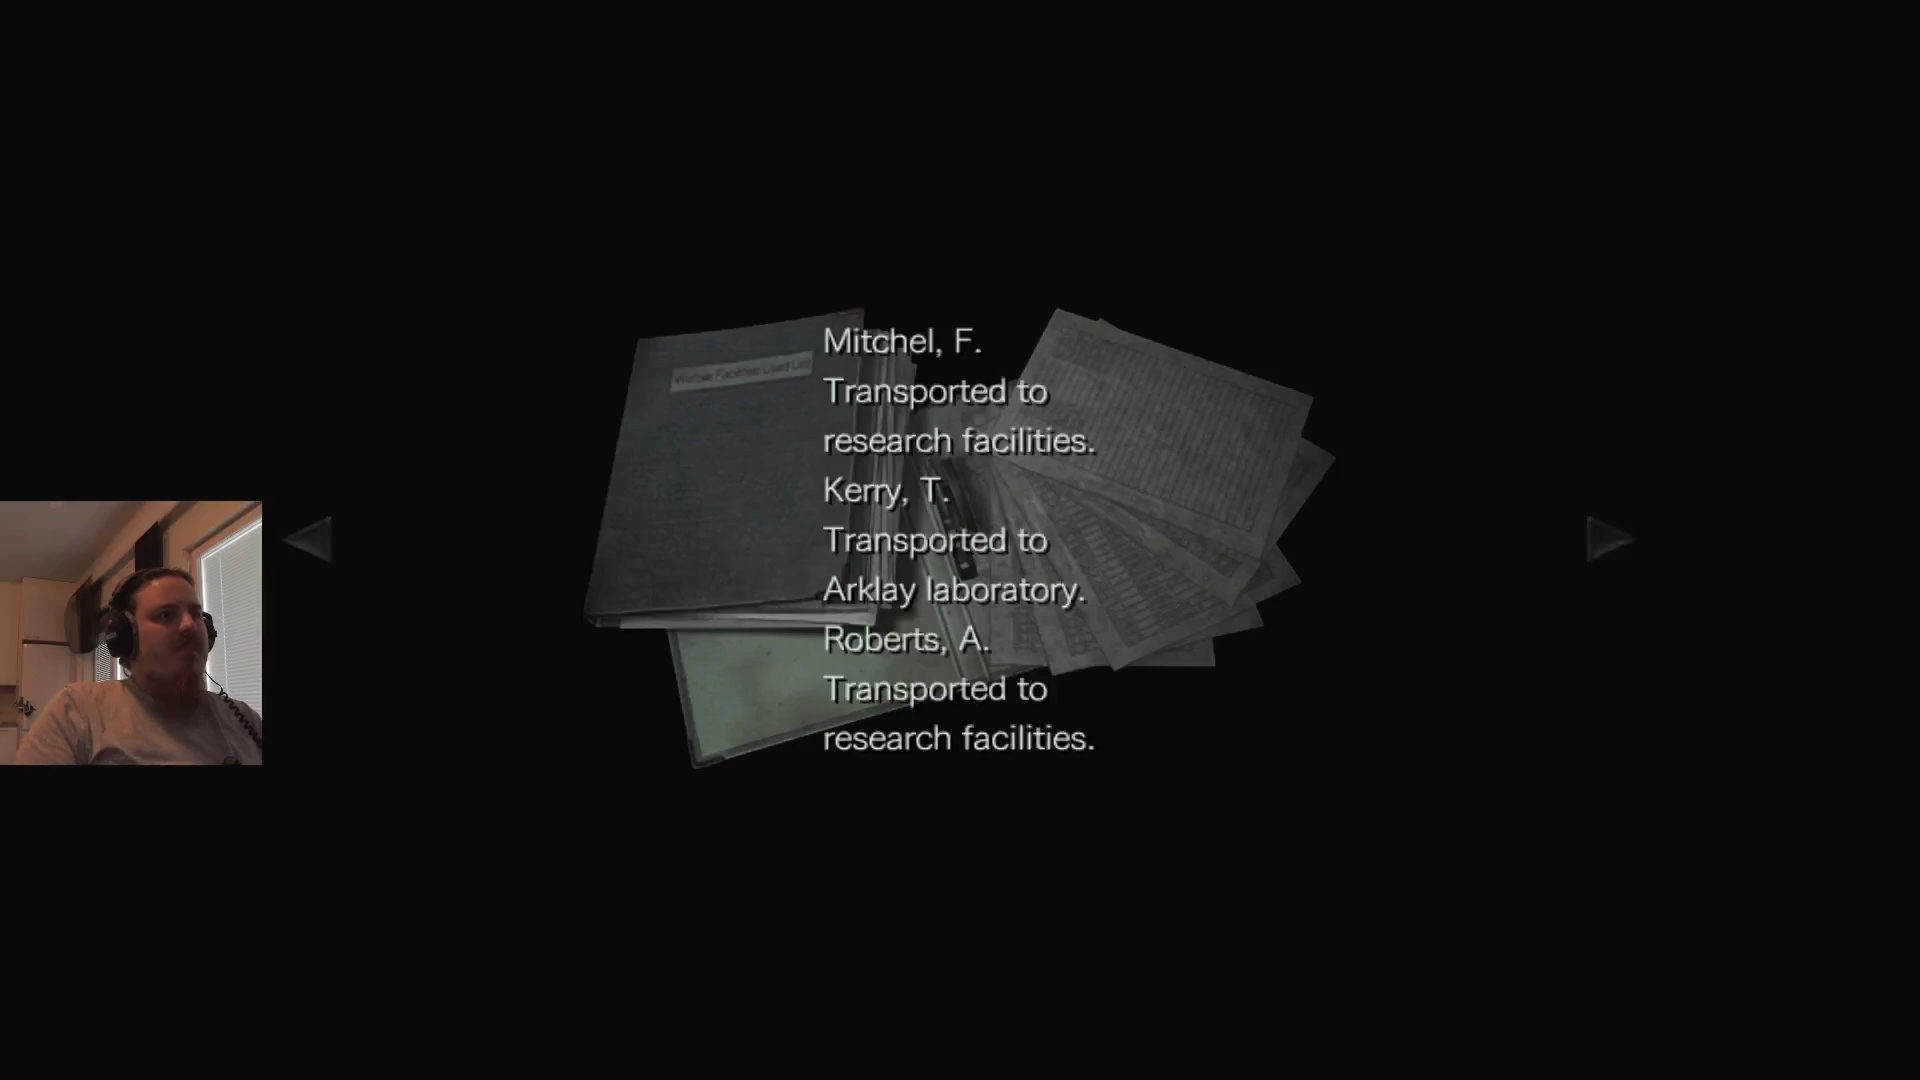 Mitchel, F.
Transported to
research facilities.
Kerry, T.
Transported to
Arklay laboratory.
Roberts, A.
Transported to
research facilities.